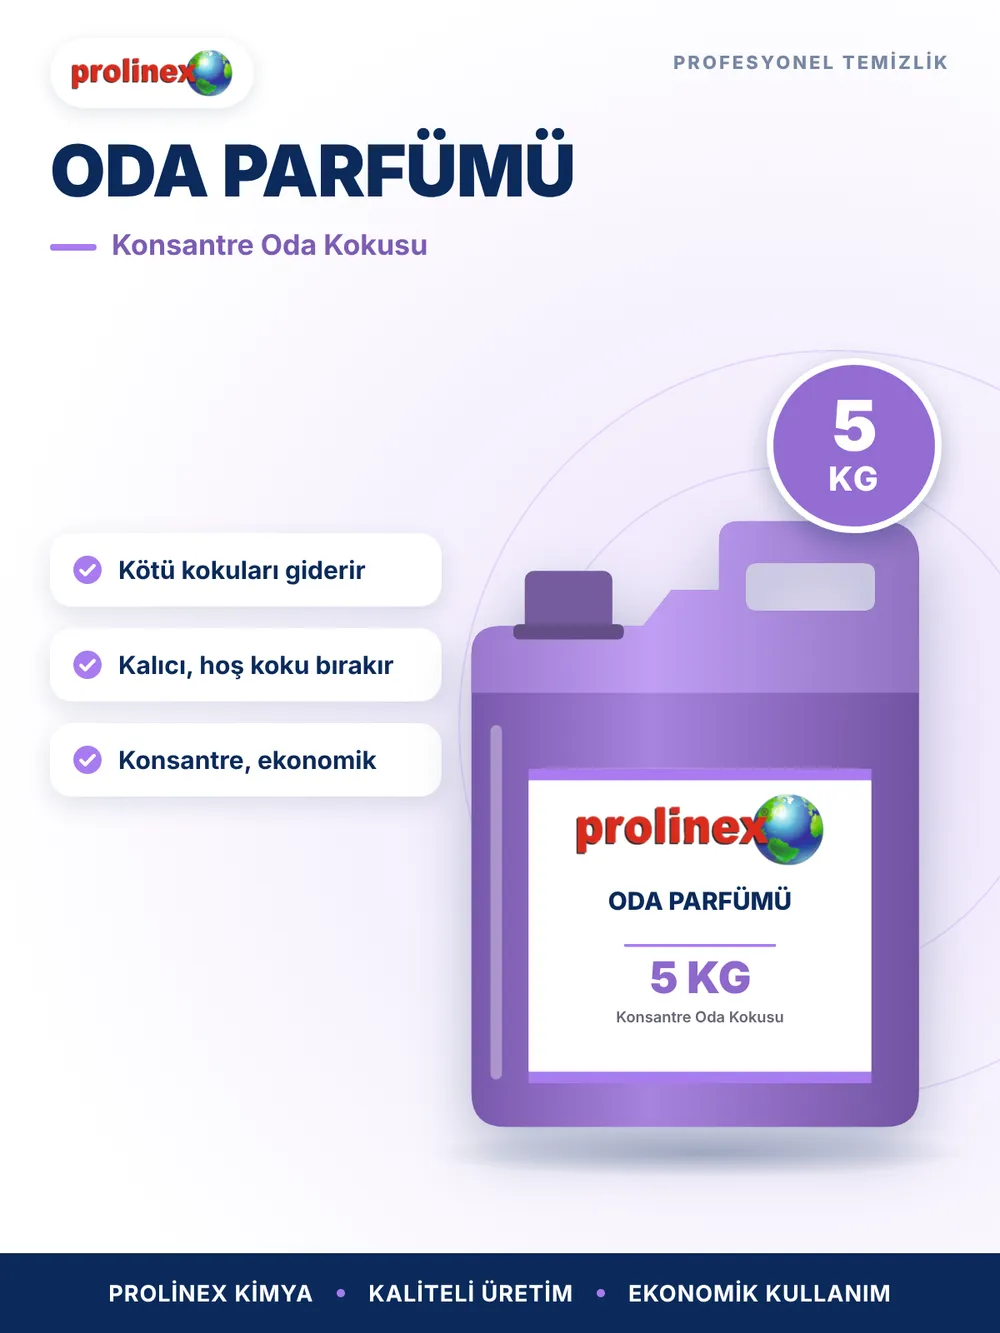 prolinex
PROFESYONEL TEMİZLİK
ODA PARFÜMÜ
Konsantre Oda Kokusu
5
KG
Kötü kokuları giderir
Kalıcı, hoş koku bırakır
Konsantre, ekonomik
prolinex
ODA PARFÜMÜ
5 KG
Konsantre Oda Kokusu
PROLİNEX KİMYA • KALİTELİ ÜRETİM • EKONOMİK KULLANIM